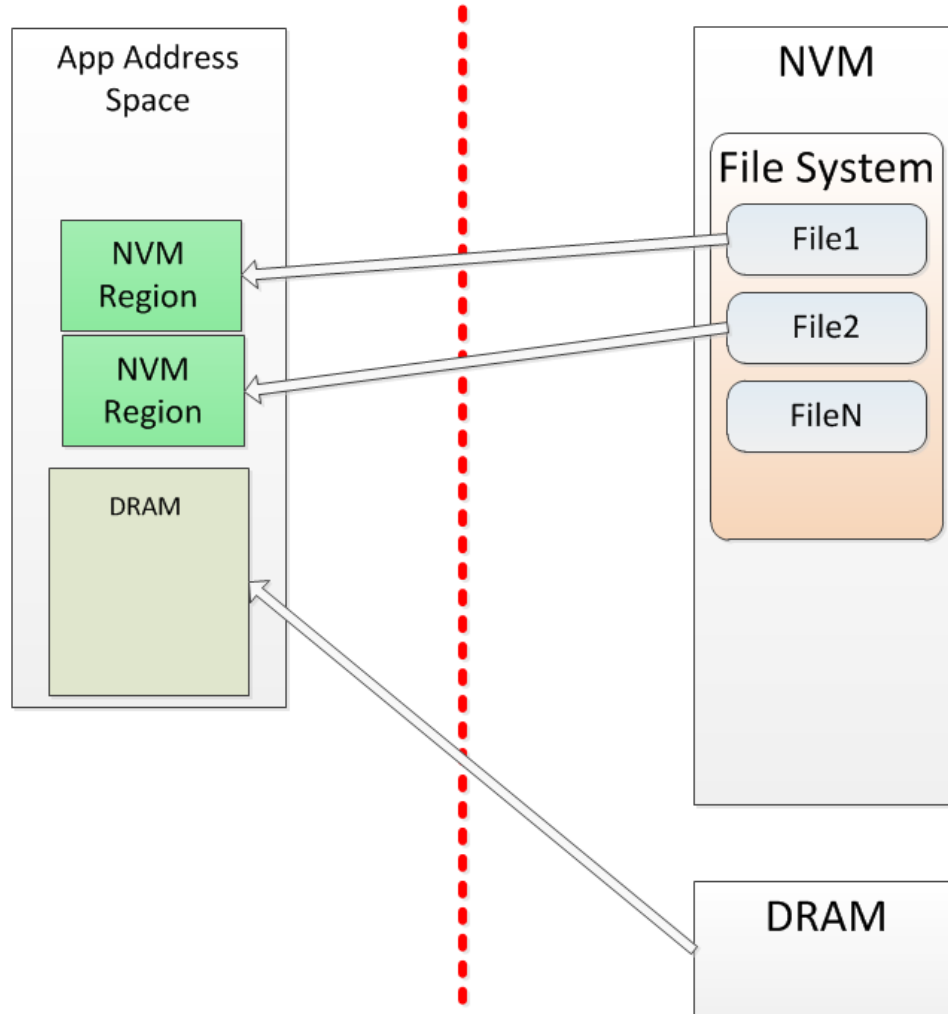 App Address
Space
NVM
Region
NVM
Region
DRAM
NVM
File System
File1
File2
FileN
DRAM